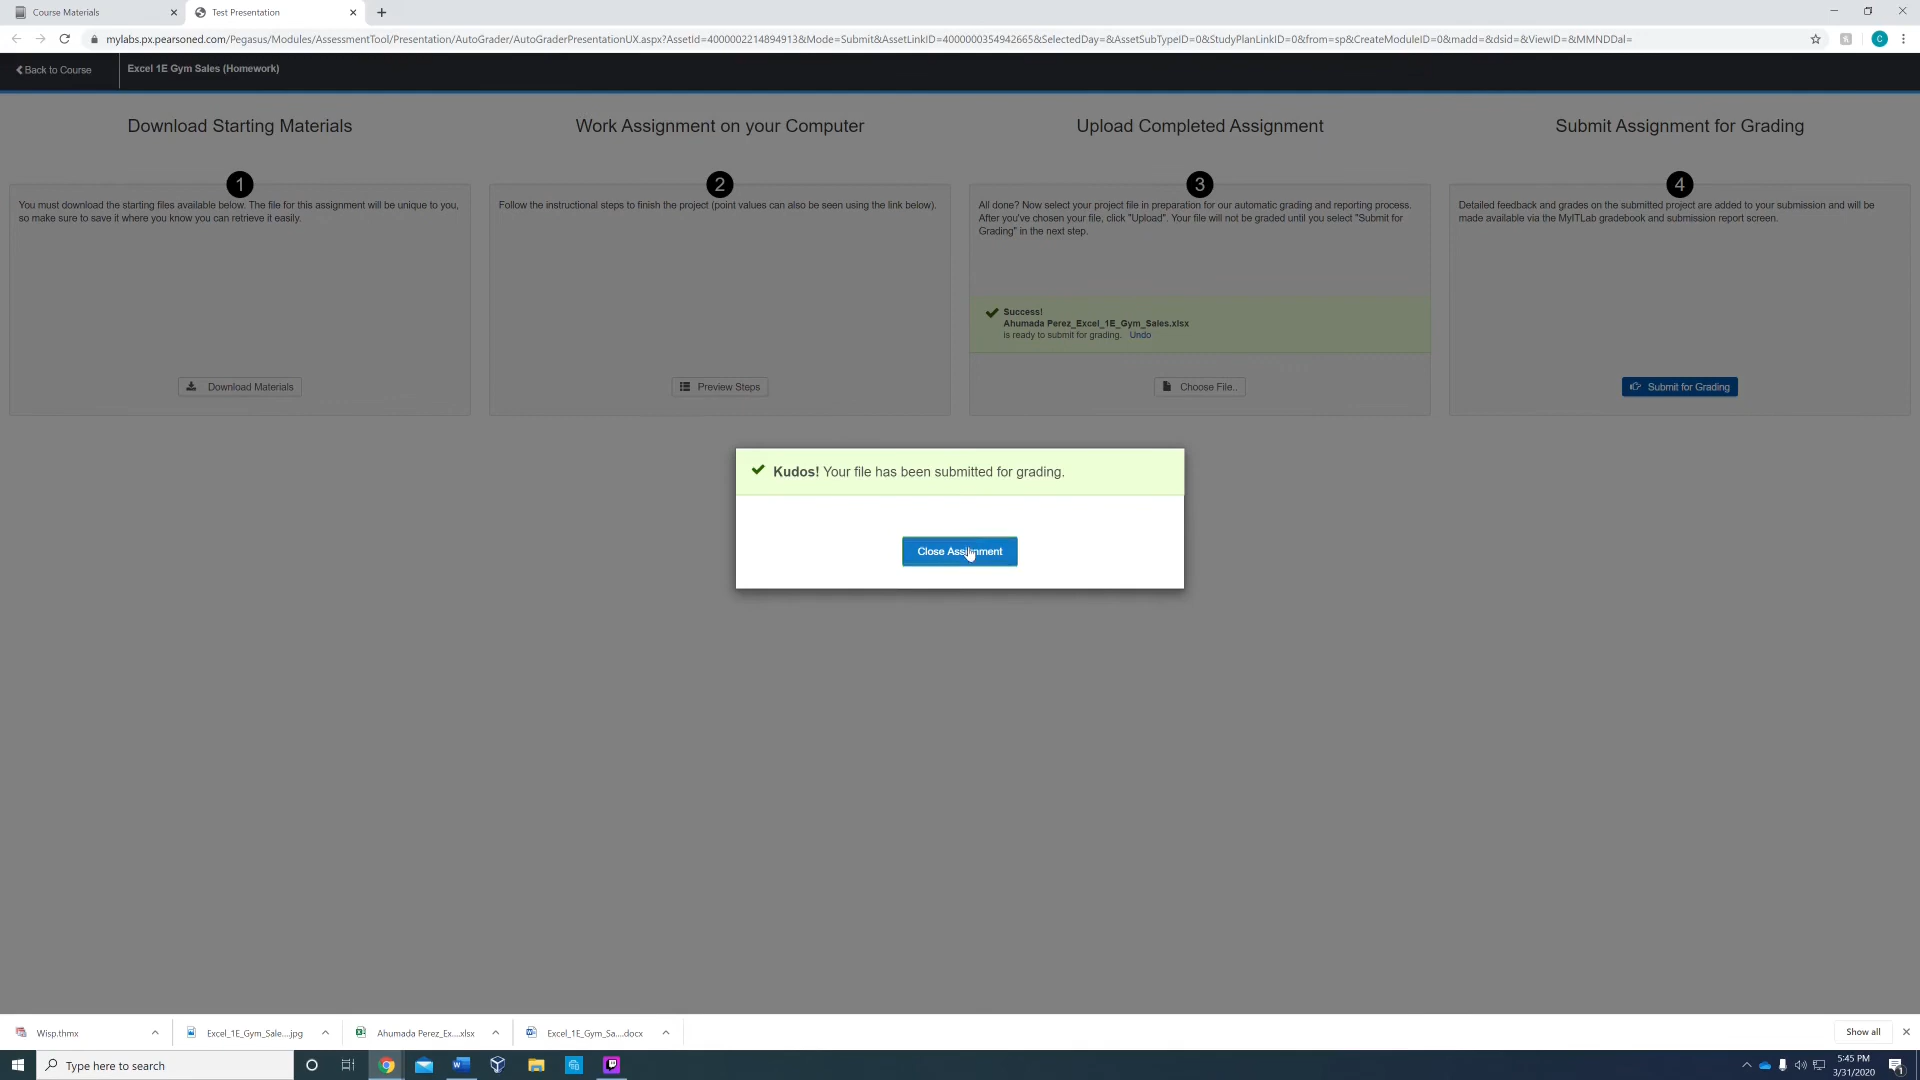 Course Materials
Test Presentation
mylabs.px.pearsoned.com/Pegasus/Modules/AssessmentTool/Presentation/AutoGrader/AutoGraderPresentationUX.aspx?AssetId=4000002214894913&Mode=Submit&AssetLinkID=4000000354942665&SelectedDay=&AssetSubTypeID=0&StudyPlanLinkID=0&from=sp&CreateModuleID=0&madd=&dsid=&ViewID=&MMNDDal=
C
Back to Course
Excel 1E Gym Sales (Homework)
Download Starting Materials
1
You must download the starting files available below. The file for this assignment will be unique to you,
so make sure to save it where you know you can retrieve it easily.
Download Materials
Work Assignment on your Computer
2
Follow the instructional steps to finish the project (point values can also be seen using the link below).
Preview Steps
Upload Completed Assignment
3
All done? Now select your project file in preparation for our automatic grading and reporting process.
After you've chosen your file, click "Upload". Your file will not be graded until you select "Submit for
Grading" in the next step.
Success!
Ahumada Perez_Excel_1E_Gym_Sales.xlsx
is ready to submit for grading. Undo
Choose File..
Submit Assignment for Grading
4
Detailed feedback and grades on the submitted project are added to your submission and will be
made available via the MyITLab gradebook and submission report screen.
Submit for Grading
Kudos! Your file has been submitted for grading.
Close Assignment
Wisp.thmx
Excel_1E_Gym_Sale....jpg
Ahumada Perez_Ex....xlsx
Excel_1E_Gym_Sa....docx
Show all
Type here to search
5:45 PM
3/31/2020
1